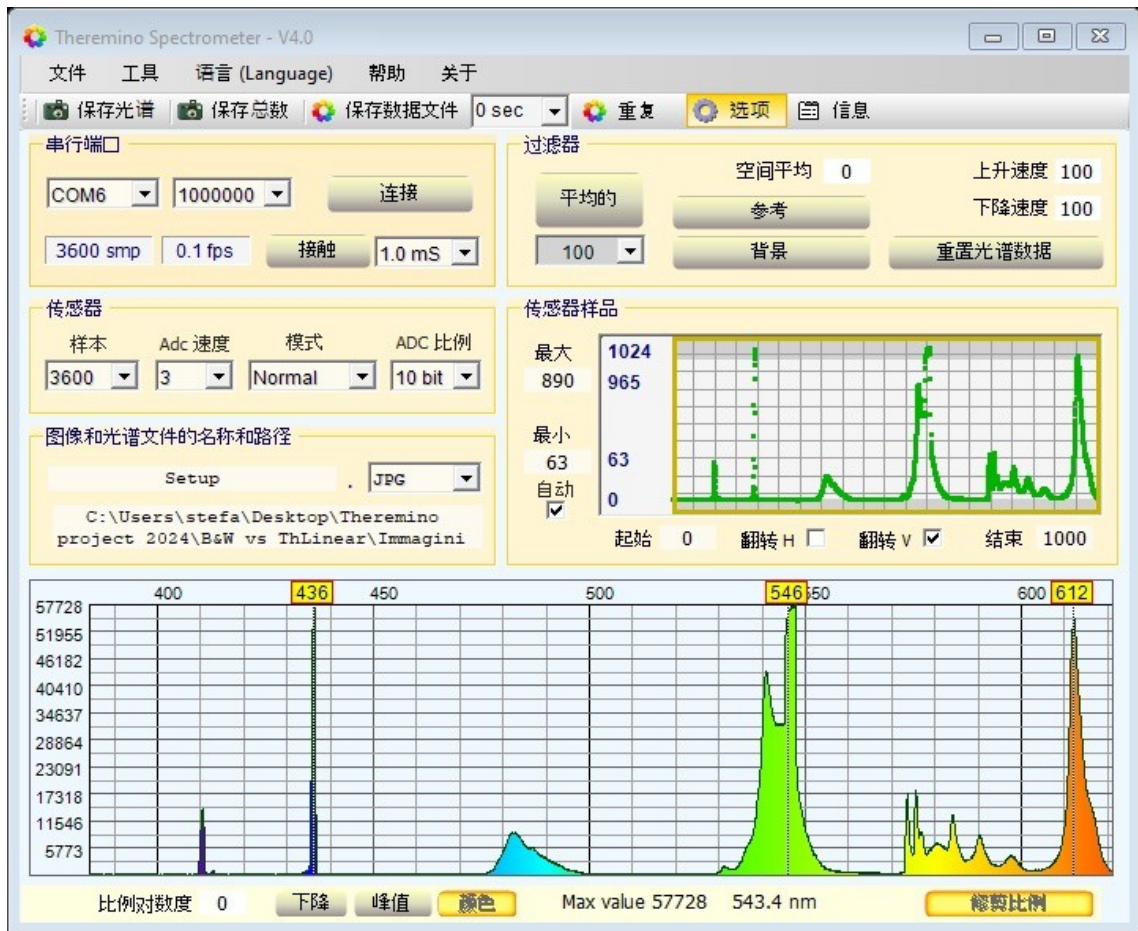 Theremino Spectrometer - V4.0
文件 工具 语言 (Language) 帮助 关于
保存光谱 保存总数 保存数据文件 0 sec 重复 选项 信息
串行端口
COM6 1000000 连接
3600 smp 0.1 fps 接触 1.0 mS
过滤器
空间平均 0 上升速度 100
平均的 参考 下降速度 100
100 背景 重置光谱数据
传感器
样本 Adc 速度 模式 ADC 比例
3600 3 Normal 10 bit
图像和光谱文件的名称和路径
Setup . JPG
C:\Users\stefa\Desktop\Theremino
project 2024\B&W vs ThLinear\Immagini
传感器样品
最大 1024
890 965
最小
63 63
自动 0
起始 0 翻转 H 翻转 V 结束 1000
400 436 450 500 546 550 600 612
57728
51955
46182
40410
34637
28864
23091
17318
11546
5773
比例对数度 0 下降 峰值 颜色 Max value 57728 543.4 nm 修剪比例